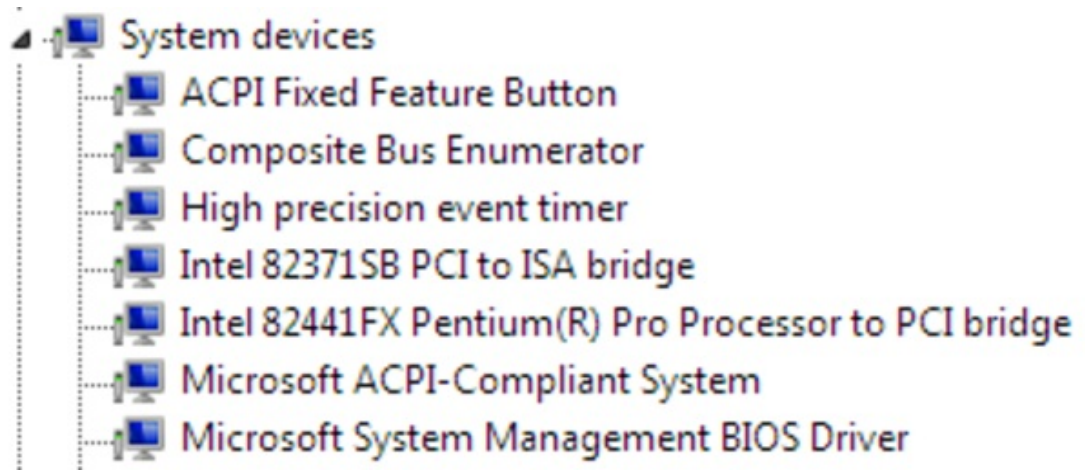 System devices
ACPI Fixed Feature Button
Composite Bus Enumerator
High precision event timer
Intel 82371SB PCI to ISA bridge
Intel 82441FX Pentium(R) Pro Processor to PCI bridge
Microsoft ACPI-Compliant System
Microsoft System Management BIOS Driver